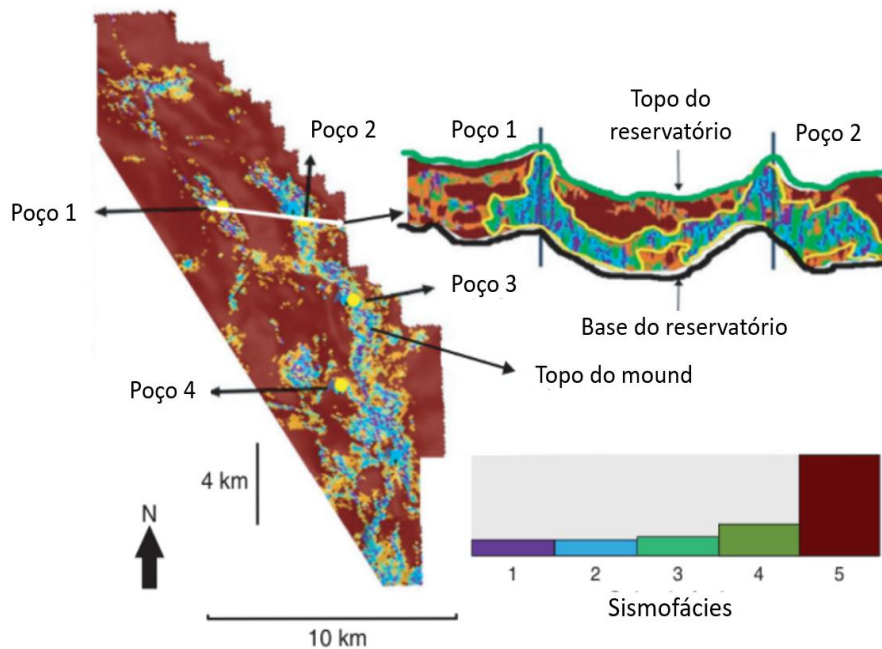 Poço 1
Poço 2
Poço 3
Poço 4
Topo do mound
4 km
N
10 km
Poço 1
Topo do
reservatório
Poço 2
Base do reservatório
1 2 3 4 5
Sismofácies